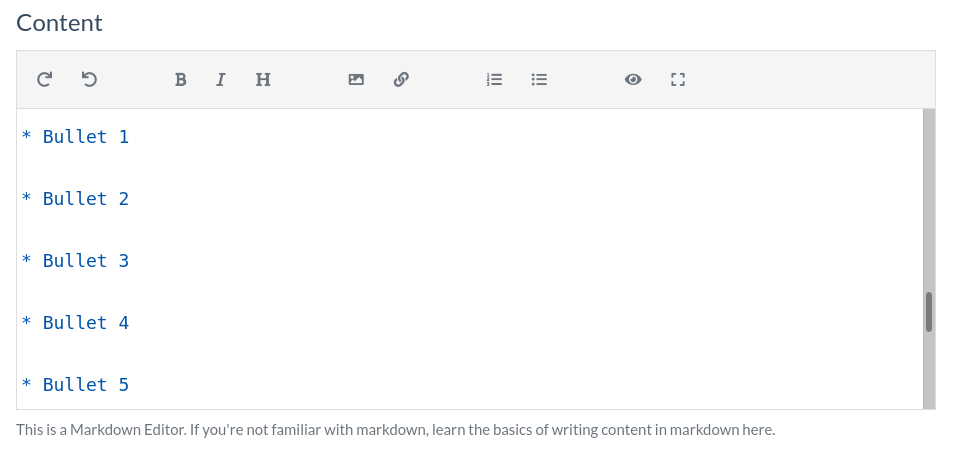 Content
B I H
* Bullet 1
* Bullet 2
* Bullet 3
* Bullet 4
* Bullet 5
This is a Markdown Editor. If you're not familiar with markdown, learn the basics of writing content in markdown here.